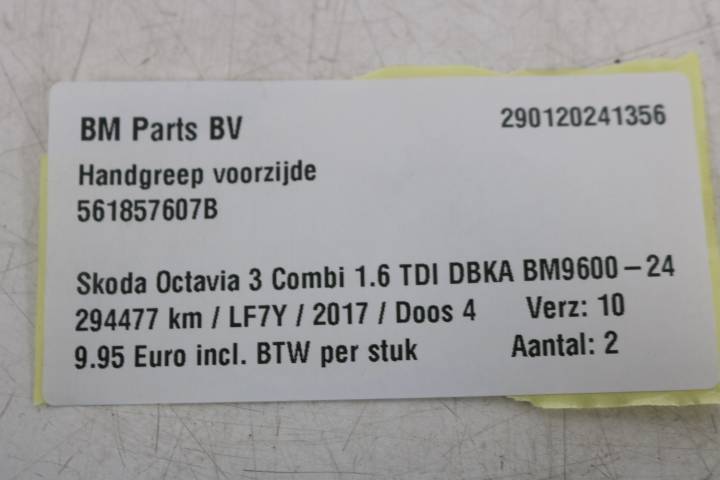 BM Parts BV 290120241356
Handgreep voorzijde
561857607B
Skoda Octavia 3 Combi 1.6 TDI DBKA BM9600-24
294477 km / LF7Y / 2017 / Doos 4 Verz: 10
9.95 Euro incl. BTW per stuk Aantal: 2